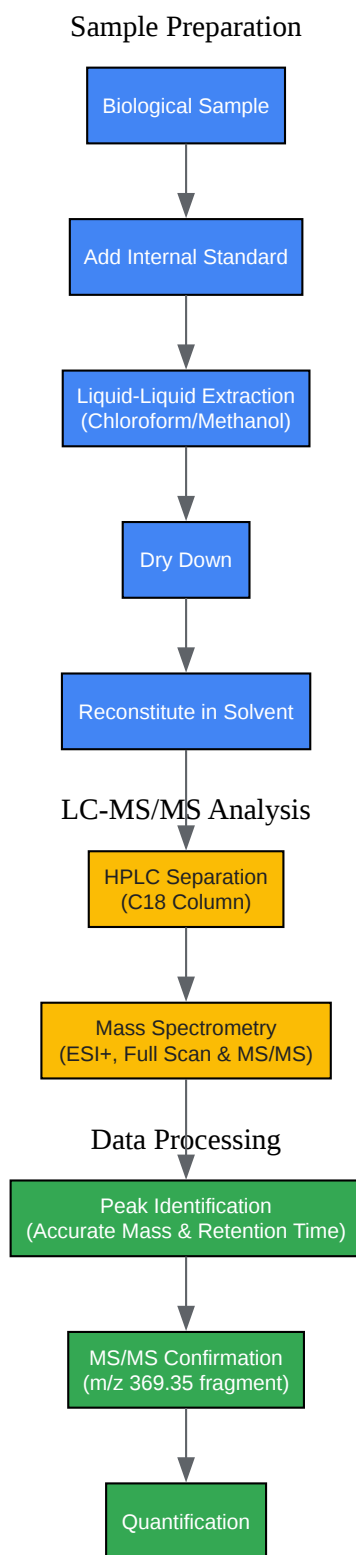 Sample Preparation
Biological Sample
Add Internal Standard
Liquid-Liquid Extraction
(Chloroform/Methanol)
Dry Down
Reconstitute in Solvent
LC-MS/MS Analysis
HPLC Separation
(C18 Column)
Mass Spectrometry
(ESI+, Full Scan & MS/MS)
Data Processing
Peak Identification
(Accurate Mass & Retention Time)
MS/MS Confirmation
(m/z 369.35 fragment)
Quantification